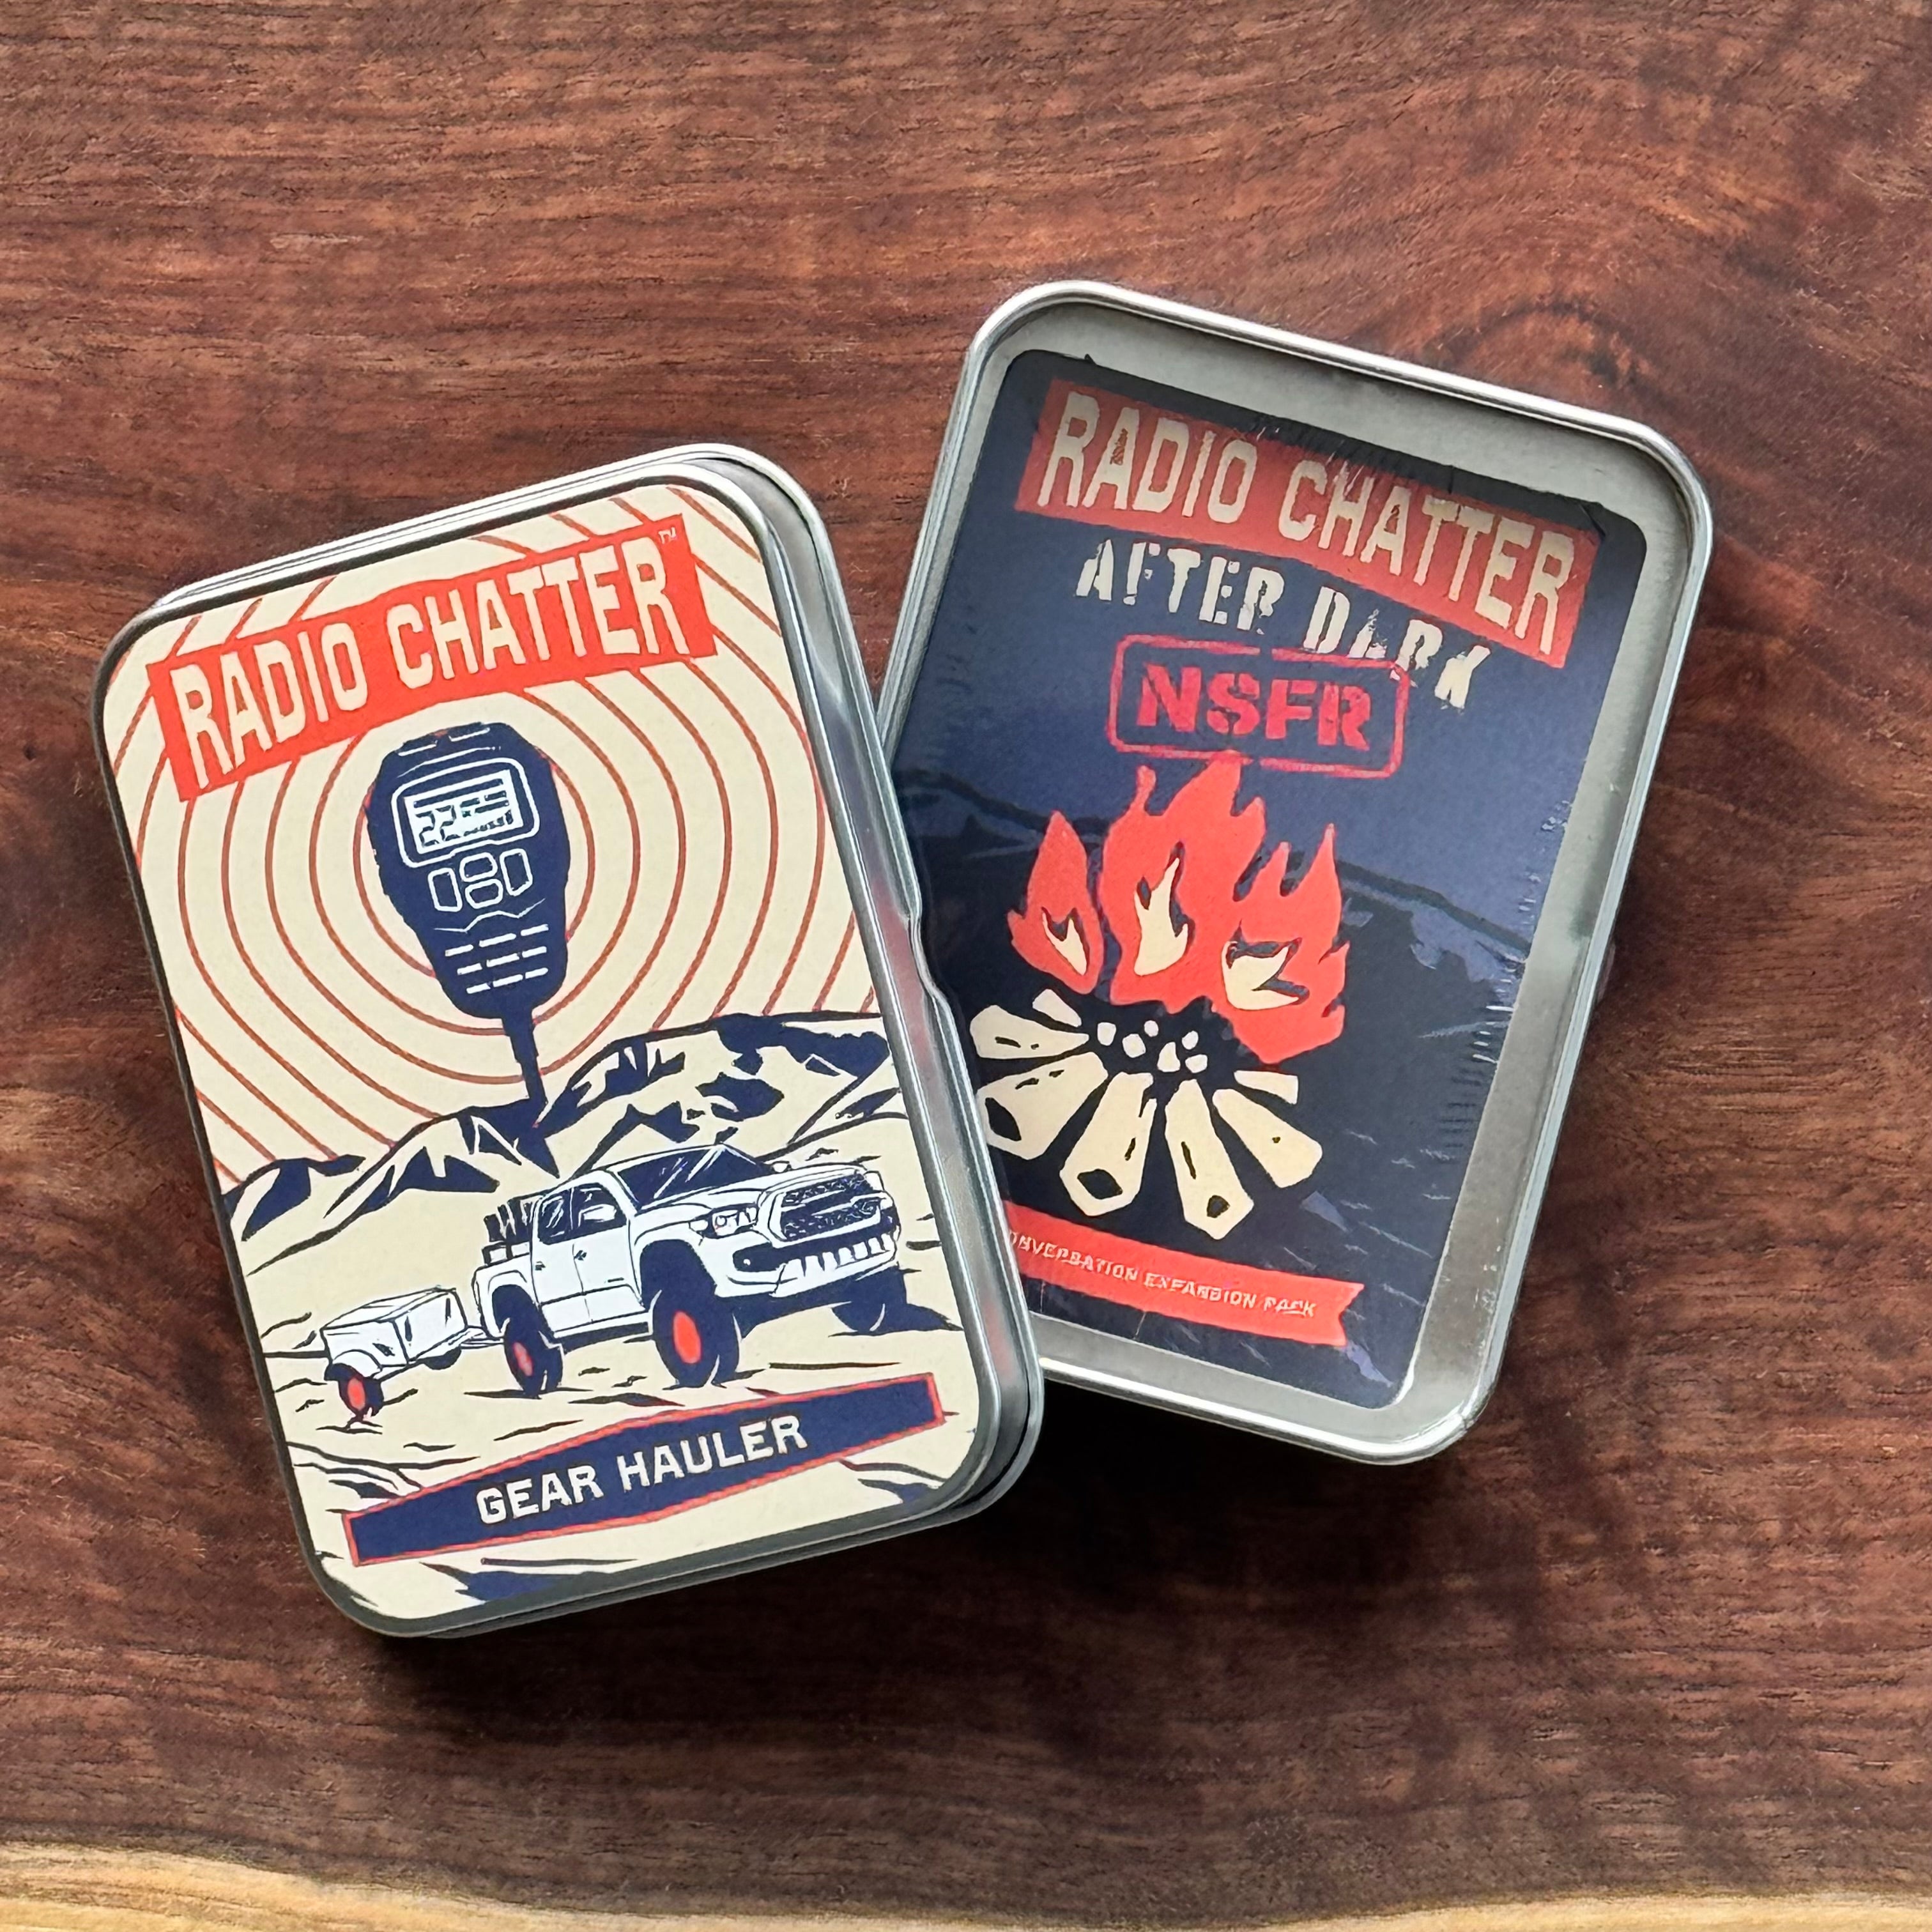 RADIO CHATTER™
GEAR HAULER
RADIO CHATTER
AFTER DARK
NSFR
CONVERSATION EXPANSION PACK